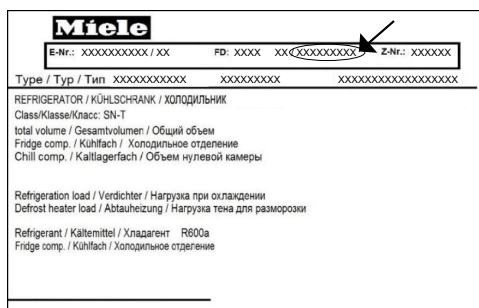 Miele
E-Nr.: XXXXXXXXXX / XX FD: XXXX XX / XXXXXXXXX Z-Nr.: XXXXXX
Type / Typ / Тип XXXXXXXXXXX XXXXXXXXX XXXXXXXXXXXXXXXXXX
REFRIGERATOR / KÜHLSCHRANK / ХОЛОДИЛЬНИК
Class/Klasse/Класс: SN-T
total volume / Gesamtvolumen / Общий объем
Fridge comp. / Kühlfach / Холодильное отделение
Chill comp. / Kaltlagerfach / Объем нулевой камеры
Refrigeration load / Verdichter / Нагрузка при охлаждении
Defrost heater load / Abtauheizung / Нагрузка тена для разморозки
Refrigerant / Kältemittel / Хладагент R600a
Fridge comp. / Kühlfach / Холодильное отделение